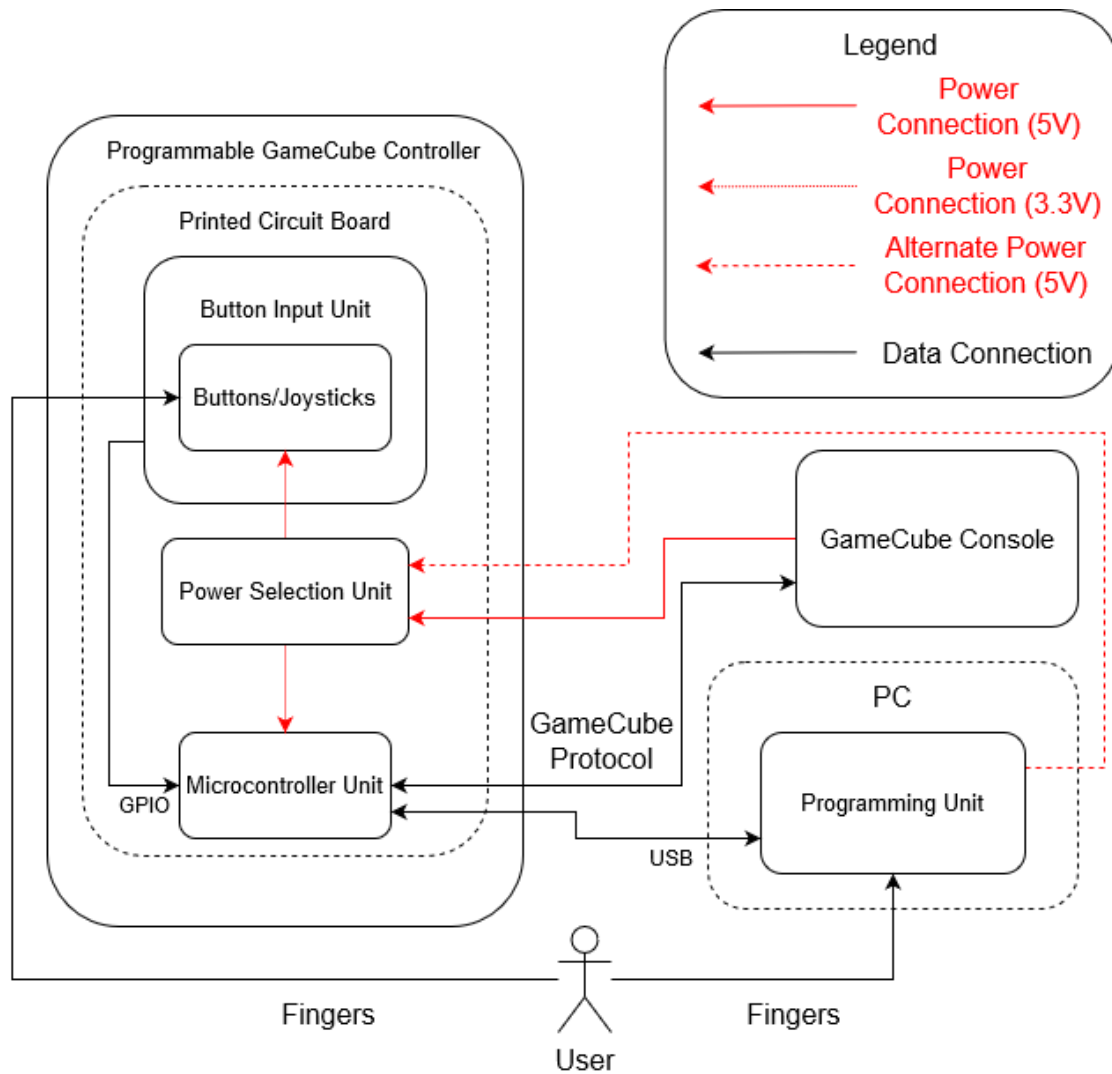 Legend
Power
Connection (5V)
Power
Connection (3.3V)
Alternate Power
Connection (5V)
Data Connection
Programmable GameCube Controller
Printed Circuit Board
Button Input Unit
Buttons/Joysticks
Power Selection Unit
GameCube Console
GameCube
Protocol
PC
Microcontroller Unit
GPIO
Programming Unit
USB
Fingers
Fingers
User